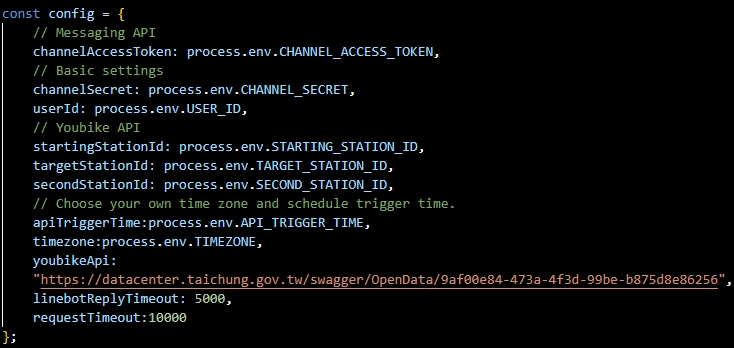 const config = {
// Messaging API
channelAccessToken: process.env.CHANNEL_ACCESS_TOKEN,
// Basic settings
channelSecret: process.env.CHANNEL_SECRET,
userId: process.env.USER_ID,
// Youbike API
startingStationId: process.env.STARTING_STATION_ID,
targetStationId: process.env.TARGET_STATION_ID,
secondStationId: process.env.SECOND_STATION_ID,
// Choose your own time zone and schedule trigger time.
apiTriggerTime:process.env.API_TRIGGER_TIME,
timezone:process.env.TIMEZONE,
youbikeApi:
"https://datacenter.taichung.gov.tw/swagger/OpenData/9af00e84-473a-4f3d-99be-b875d8e86256",
linebotReplyTimeout: 5000,
requestTimeout:10000
};